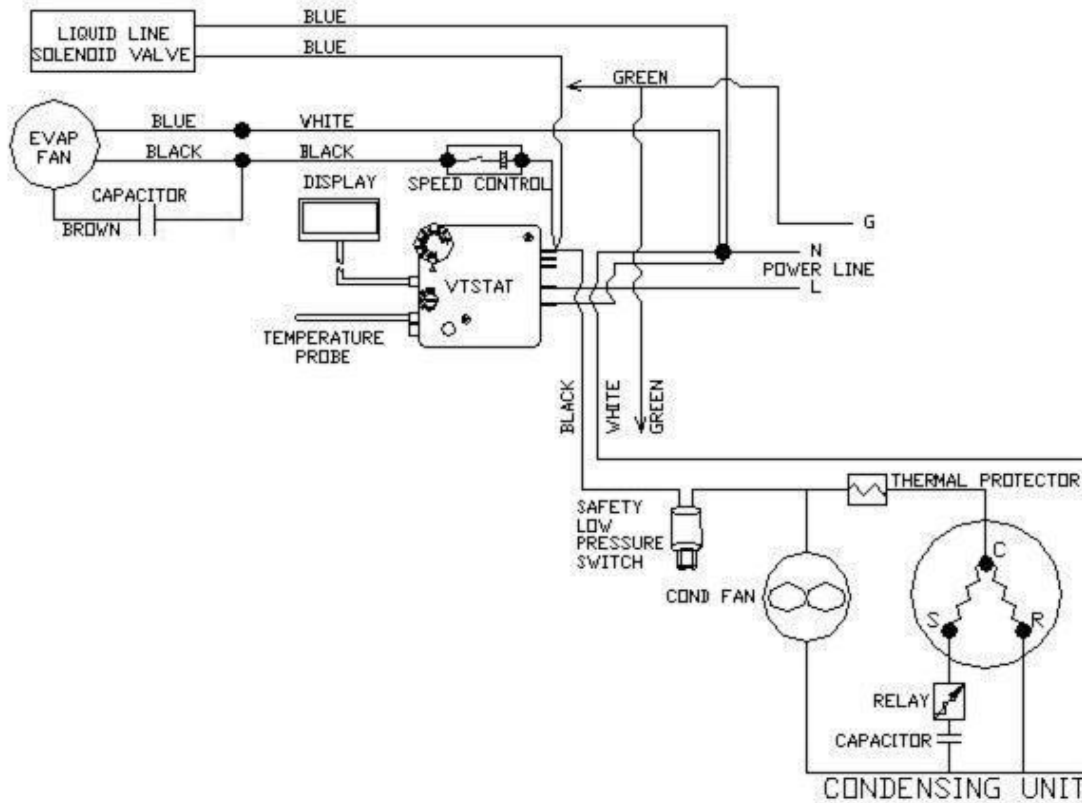 BLUE
LIQUID LINE
SOLENOID VALVE
BLUE
GREEN
EVAP
FAN
BLUE
WHITE
BLACK
BLACK
DISPLAY
SPEED CONTROL
CAPACITOR
BROWN
G
N
POWER LINE
L
VTSTAT
TEMPERATURE
PROBE
BLACK
WHITE
GREEN
THERMAL PROTECTOR
SAFETY
LOW
PRESSURE
SWITCH
COND FAN
C
S
R
RELAY
CAPACITOR
CONDENSING UNIT